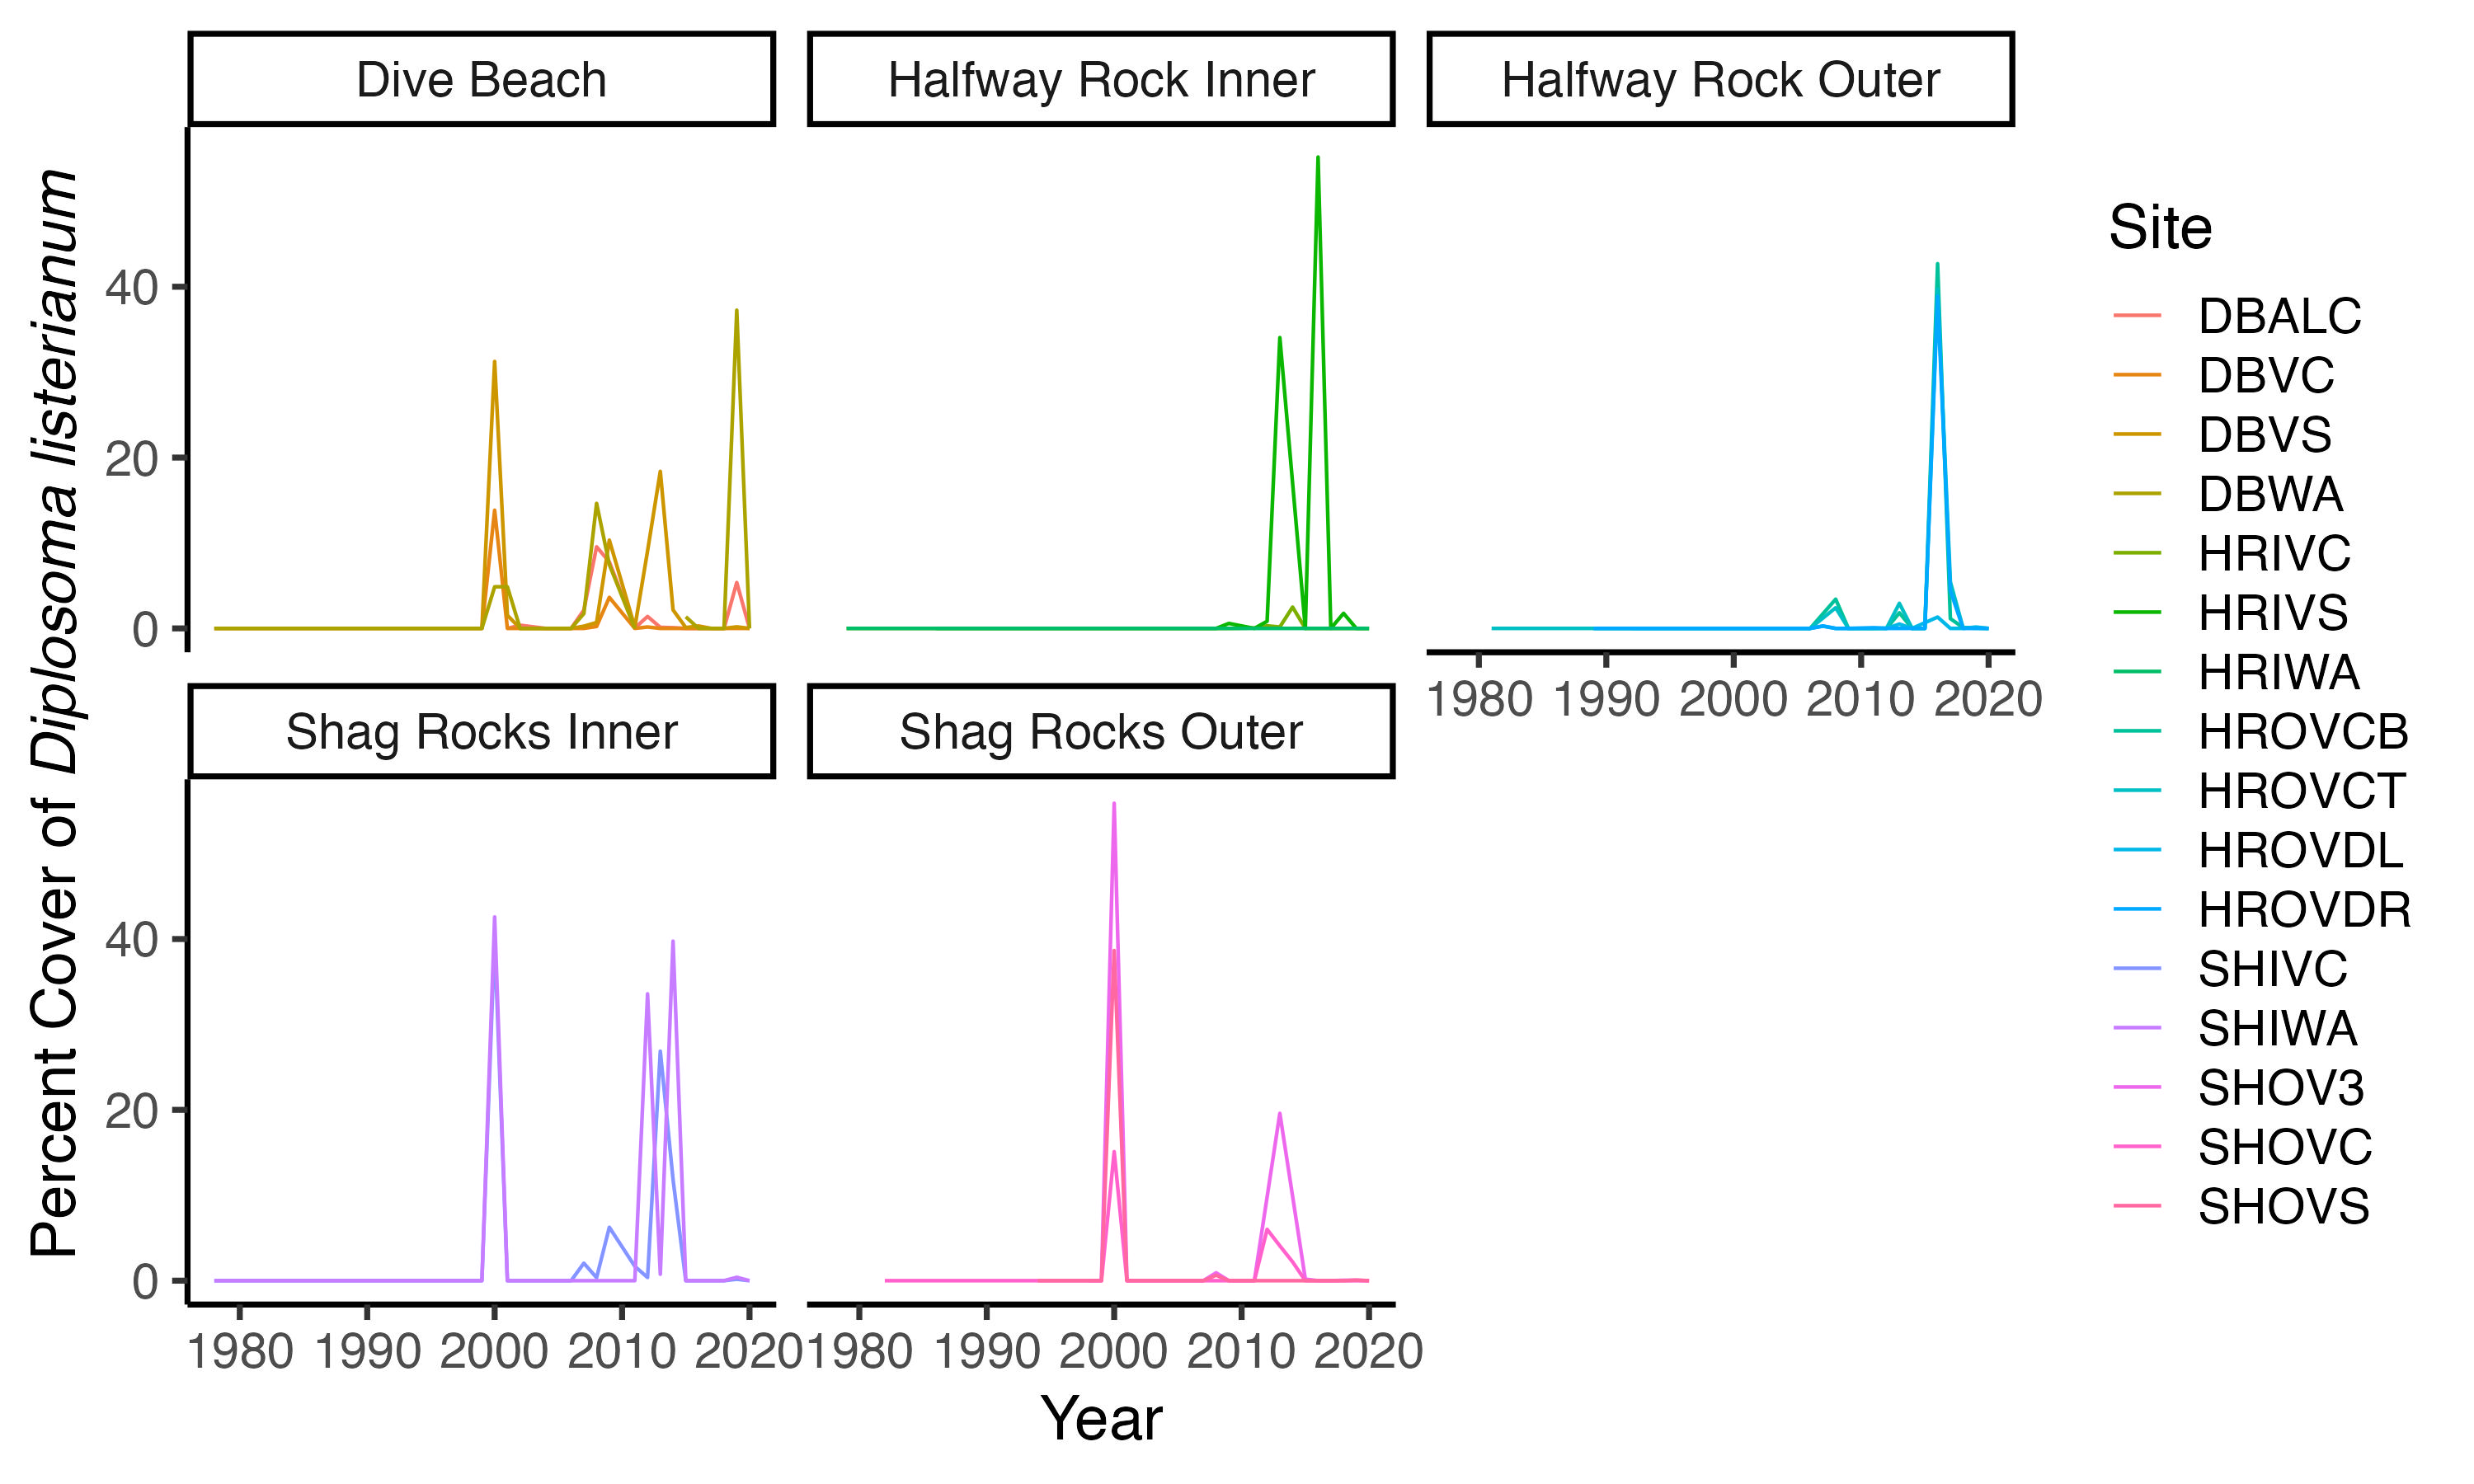 Dive Beach
Halfway Rock Inner
Halfway Rock Outer
Percent Cover of Diplosoma listerianum
40
20
0
1980 1990 2000 2010 2020
Shag Rocks Inner
Shag Rocks Outer
40
20
0
1980 1990 2000 2010 2020
1980 1990 2000 2010 2020
Year
Site
DBALC
DBVC
DBVS
DBWA
HRIVC
HRIVS
HRIWA
HROVCB
HROVCT
HROVDL
HROVDR
SHIVC
SHIWA
SHOV3
SHOVC
SHOVS